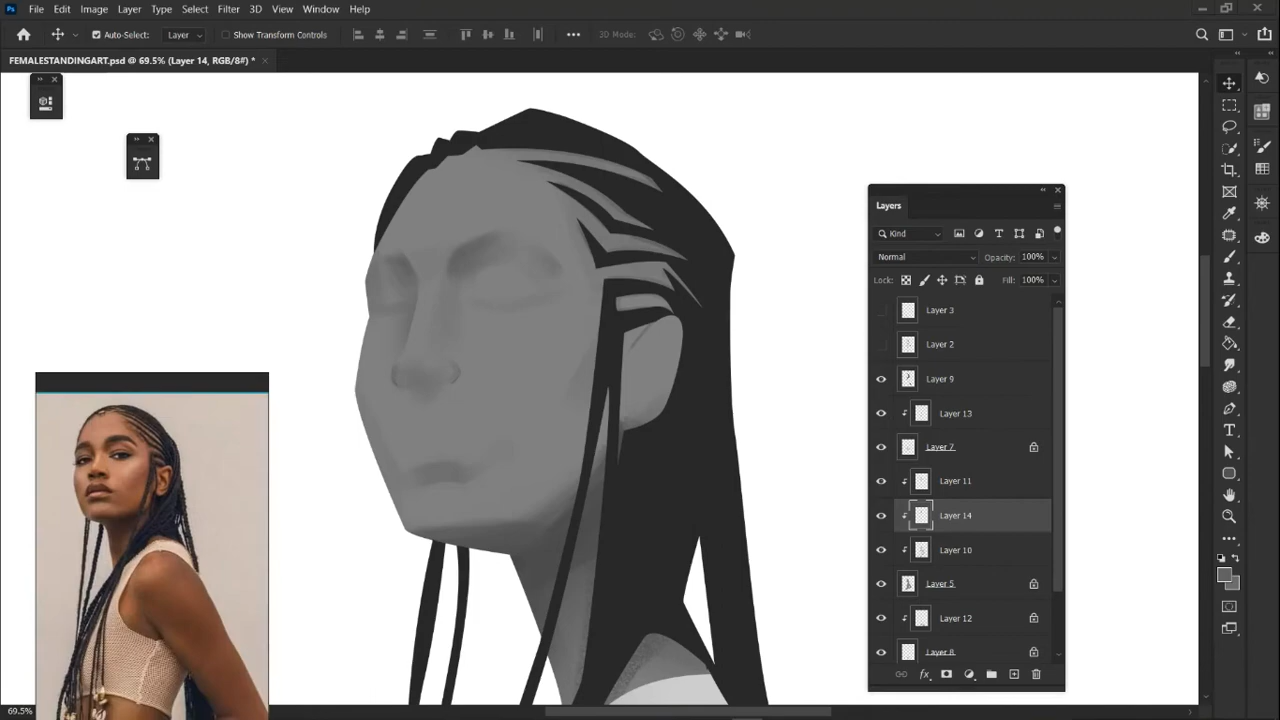 Ps File Edit Image Layer Type Select Filter 3D View Window Help
Auto-Select: Layer Show Transform Controls 3D Mode:
FEMALESTANDINGART.psd @ 69.5% (Layer 14, RGB/8#) *
Layers
Kind
Normal Opacity: 100%
Lock: Fill: 100%
Layer 3
Layer 2
Layer 9
Layer 13
Layer 7
Layer 11
Layer 14
Layer 10
Layer 5
Layer 12
Layer 8
fx
69.5%